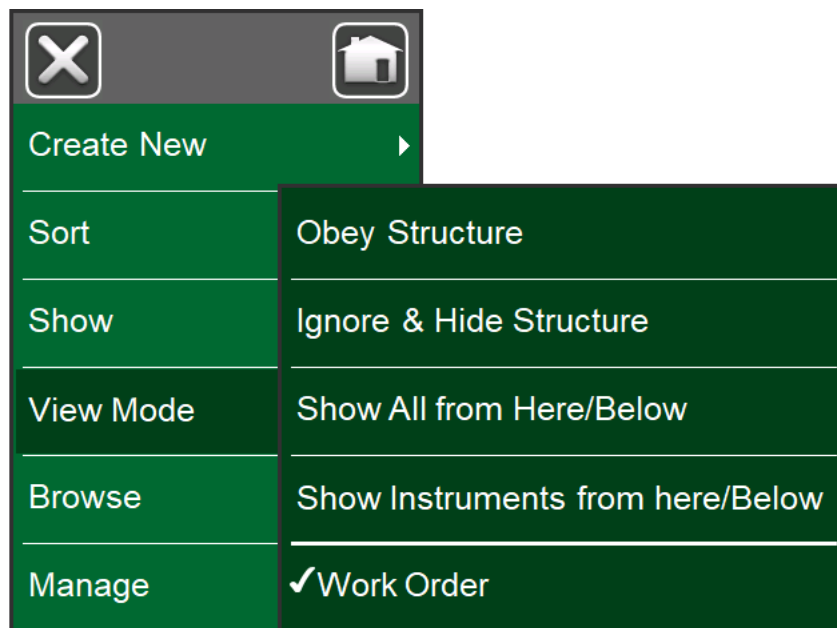 Create New
Sort
Show
View Mode
Browse
Manage
Obey Structure
Ignore & Hide Structure
Show All from Here/Below
Show Instruments from here/Below
Work Order